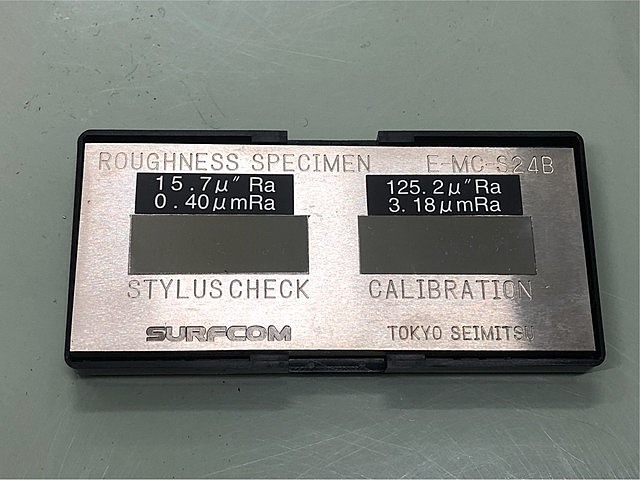 ROUGHNESS SPECIMEN E-MC-S24B
15.7μ″Ra 125.2μ″Ra
0.40μmRa 3.18μmRa
STYLUS CHECK CALIBRATION
SURFCOM TOKYO SEIMITSU